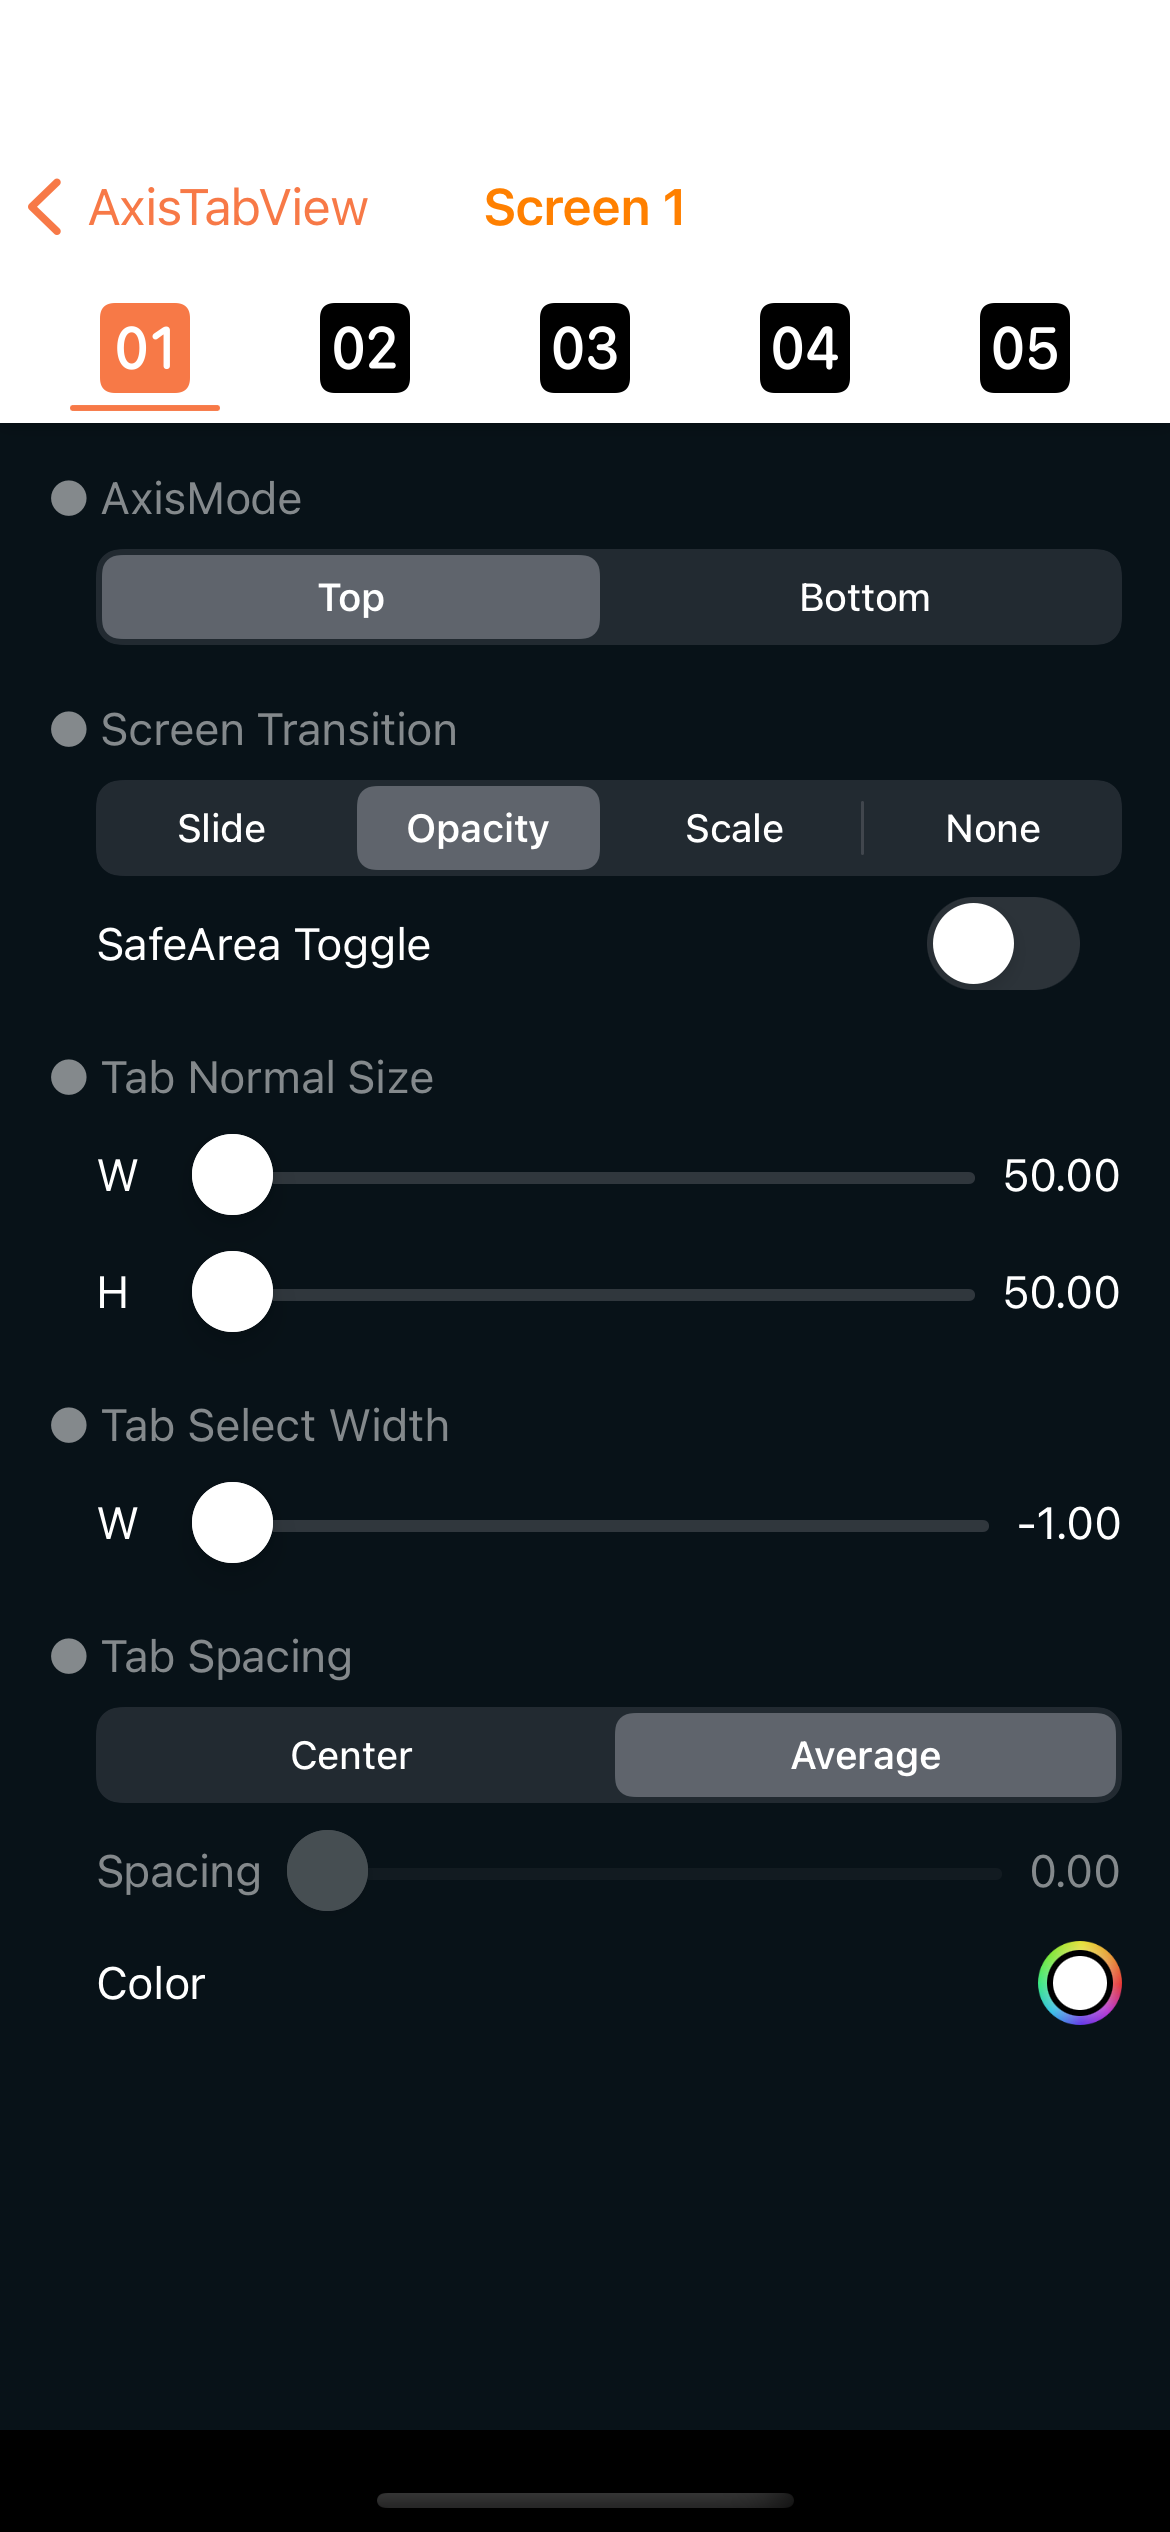 AxisTabView Screen 1
01 02 03 04 05
AxisMode
Top Bottom
Screen Transition
Slide Opacity Scale None
SafeArea Toggle
Tab Normal Size
W 50.00
H 50.00
Tab Select Width
W -1.00
Tab Spacing
Center Average
Spacing 0.00
Color